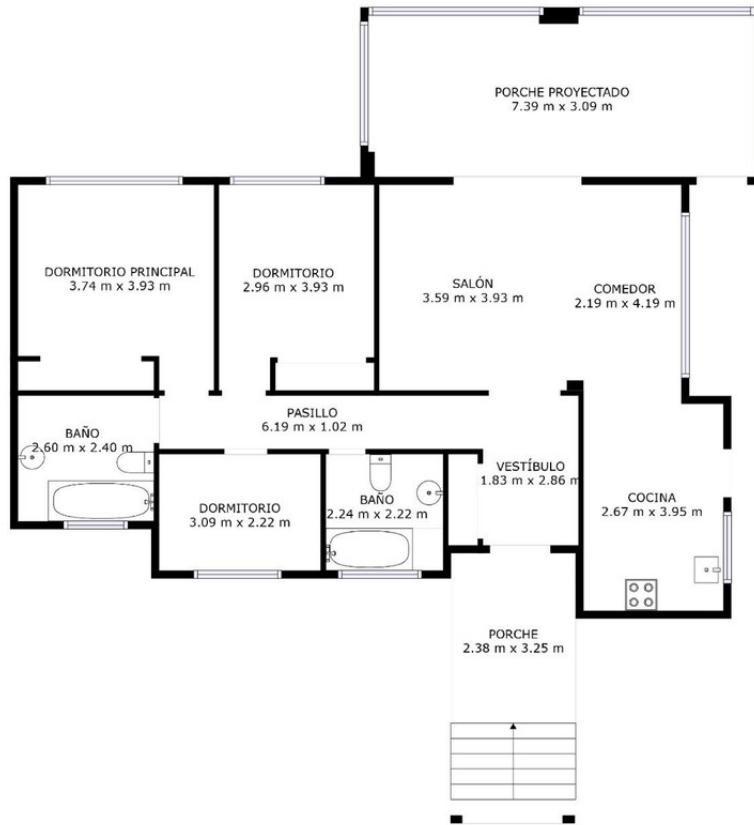 PORCHE PROYECTADO
7.39 m x 3.09 m
DORMITORIO PRINCIPAL
3.74 m x 3.93 m
DORMITORIO
2.96 m x 3.93 m
SALÓN
3.59 m x 3.93 m
COMEDOR
2.19 m x 4.19 m
PASILLO
6.19 m x 1.02 m
BAÑO
2.60 m x 2.40 m
VESTÍBULO
1.83 m x 2.86 m
DORMITORIO
3.09 m x 2.22 m
BAÑO
2.24 m x 2.22 m
COCINA
2.67 m x 3.95 m
PORCHE
2.38 m x 3.25 m